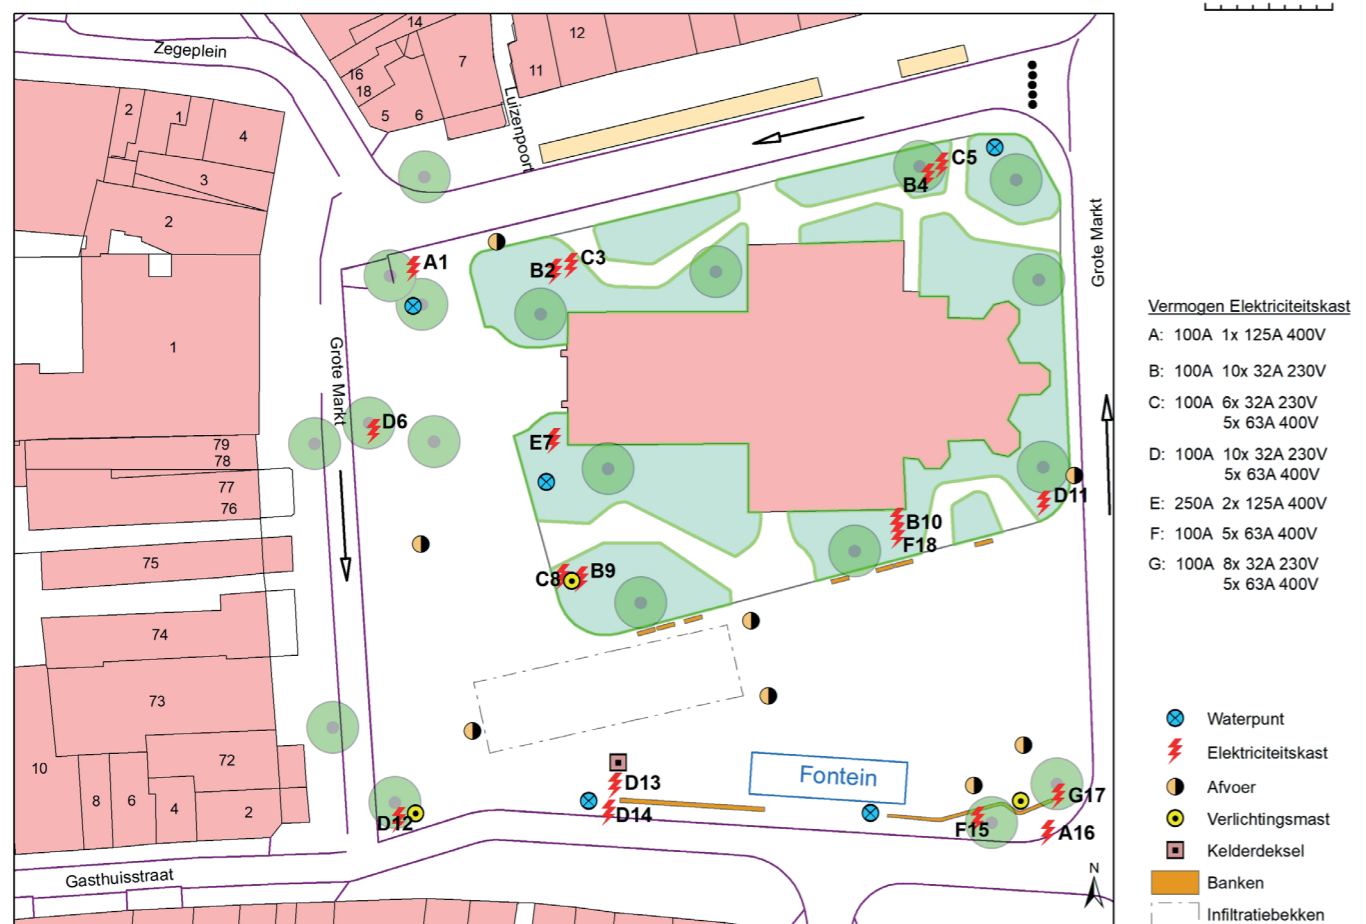 14
12
Zegeplein
7
16
11
18
5
6
Luizenpoort
2
1
4
3
2
C5
B4
Grote Markt
A1
C3
B2
1
Grote Markt
D6
E7
79
78
77
76
D11
B10
F18
75
C8
B9
74
73
72
10
8
6
4
2
D13
D14
Fontein
D12
F15
G17
A16
Gasthuisstraat
N
Vermogen Elektriciteitskast
A: 100A 1x 125A 400V
B: 100A 10x 32A 230V
C: 100A 6x 32A 230V
5x 63A 400V
D: 100A 10x 32A 230V
5x 63A 400V
E: 250A 2x 125A 400V
F: 100A 5x 63A 400V
G: 100A 8x 32A 230V
5x 63A 400V
Waterpunt
Elektriciteitskast
Afvoer
Verlichtingsmast
Kelderdeksel
Banken
Infiltratiebekken